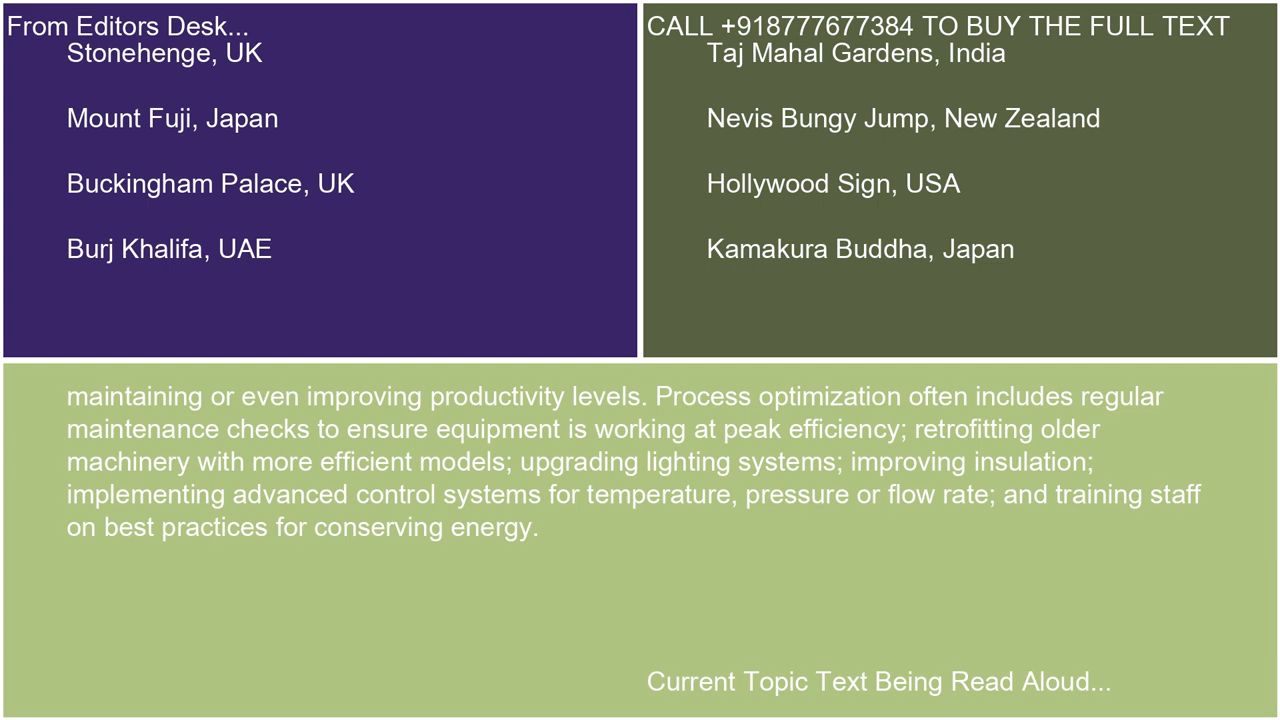 From Editors Desk...
Stonehenge, UK
Mount Fuji, Japan
Buckingham Palace, UK
Burj Khalifa, UAE
CALL +918777677384 TO BUY THE FULL TEXT
Taj Mahal Gardens, India
Nevis Bungy Jump, New Zealand
Hollywood Sign, USA
Kamakura Buddha, Japan
maintaining or even improving productivity levels. Process optimization often includes regular
maintenance checks to ensure equipment is working at peak efficiency; retrofitting older
machinery with more efficient models; upgrading lighting systems; improving insulation;
implementing advanced control systems for temperature, pressure or flow rate; and training staff
on best practices for conserving energy.
Current Topic Text Being Read Aloud...